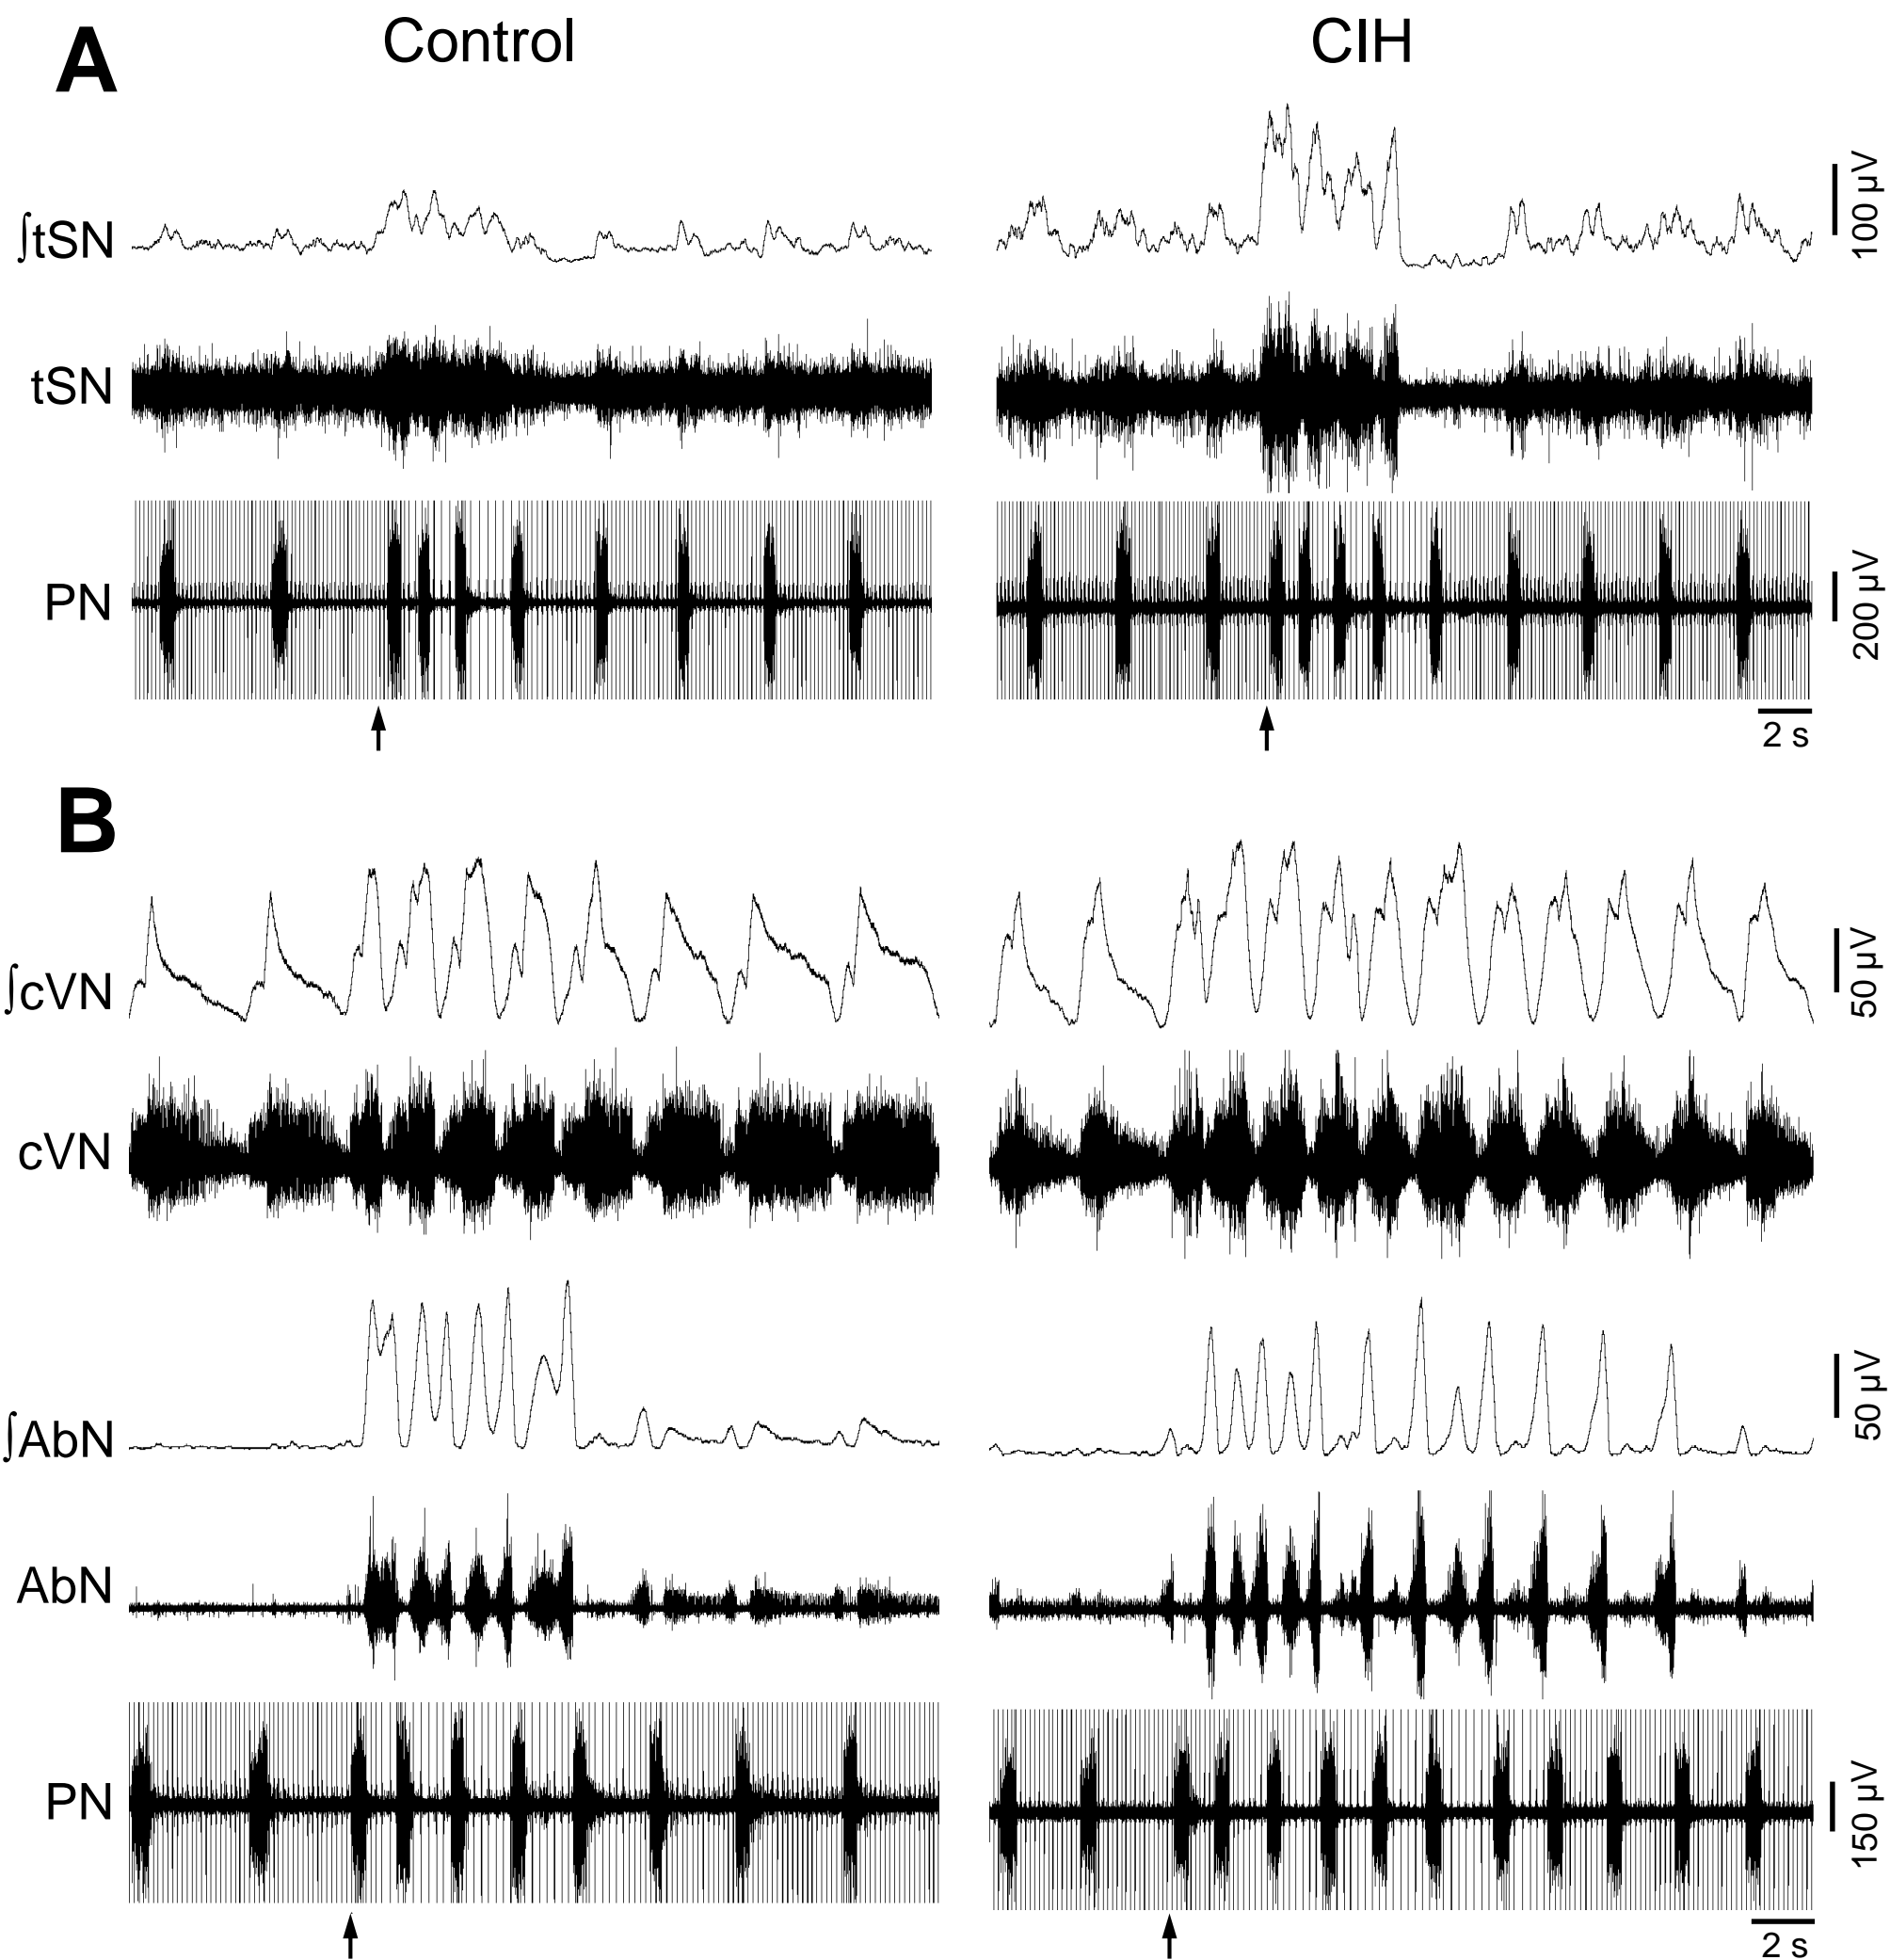 A
Control
CIH
∫tSN
100 µV
tSN
PN
200 µV
2 s
B
∫cVN
50 µV
cVN
∫AbN
50 µV
AbN
PN
150 µV
2 s